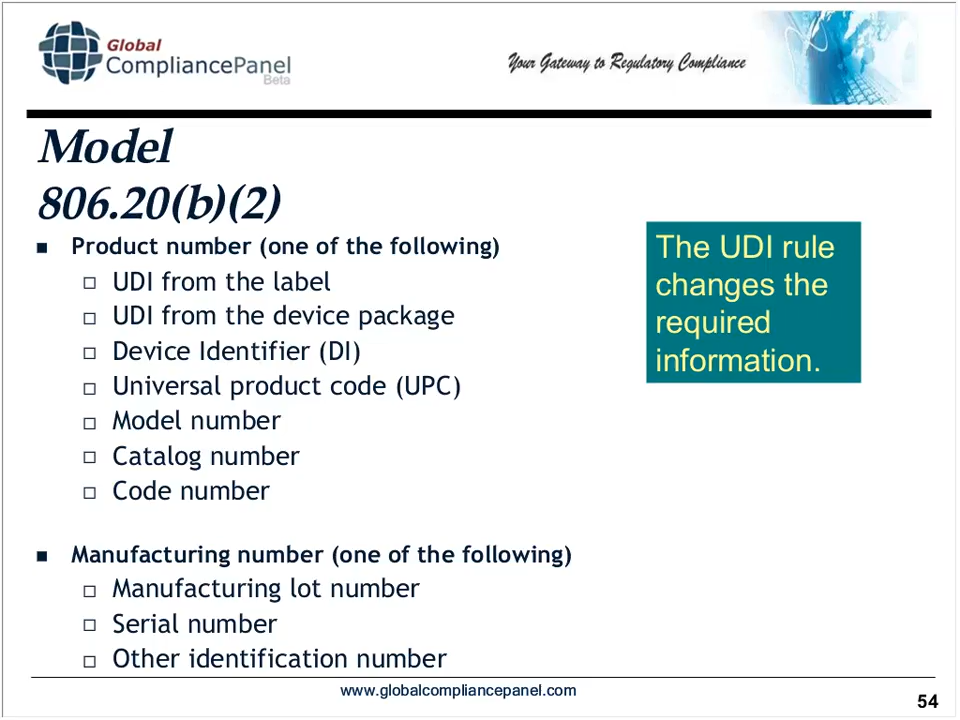 Global
CompliancePanel
Beta
Your Gateway to Regulatory Compliance
Model
806.20(b)(2)
Product number (one of the following)
UDI from the label
UDI from the device package
Device Identifier (DI)
Universal product code (UPC)
Model number
Catalog number
Code number
Manufacturing number (one of the following)
Manufacturing lot number
Serial number
Other identification number
The UDI rule
changes the
required
information.
www.globalcompliancepanel.com
54